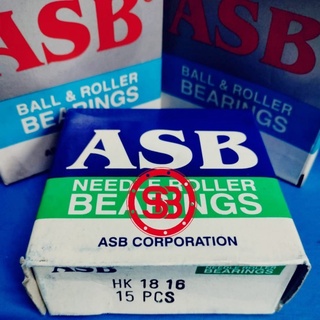 ASB
BALL & ROLLER
BEARINGS
ASB
BALL & ROLLER
BEARINGS
ASB
NEEDLE ROLLER
BEARINGS
SB
ASB CORPORATION
ASB
HK 18 16
15 PCS
BEARINGS